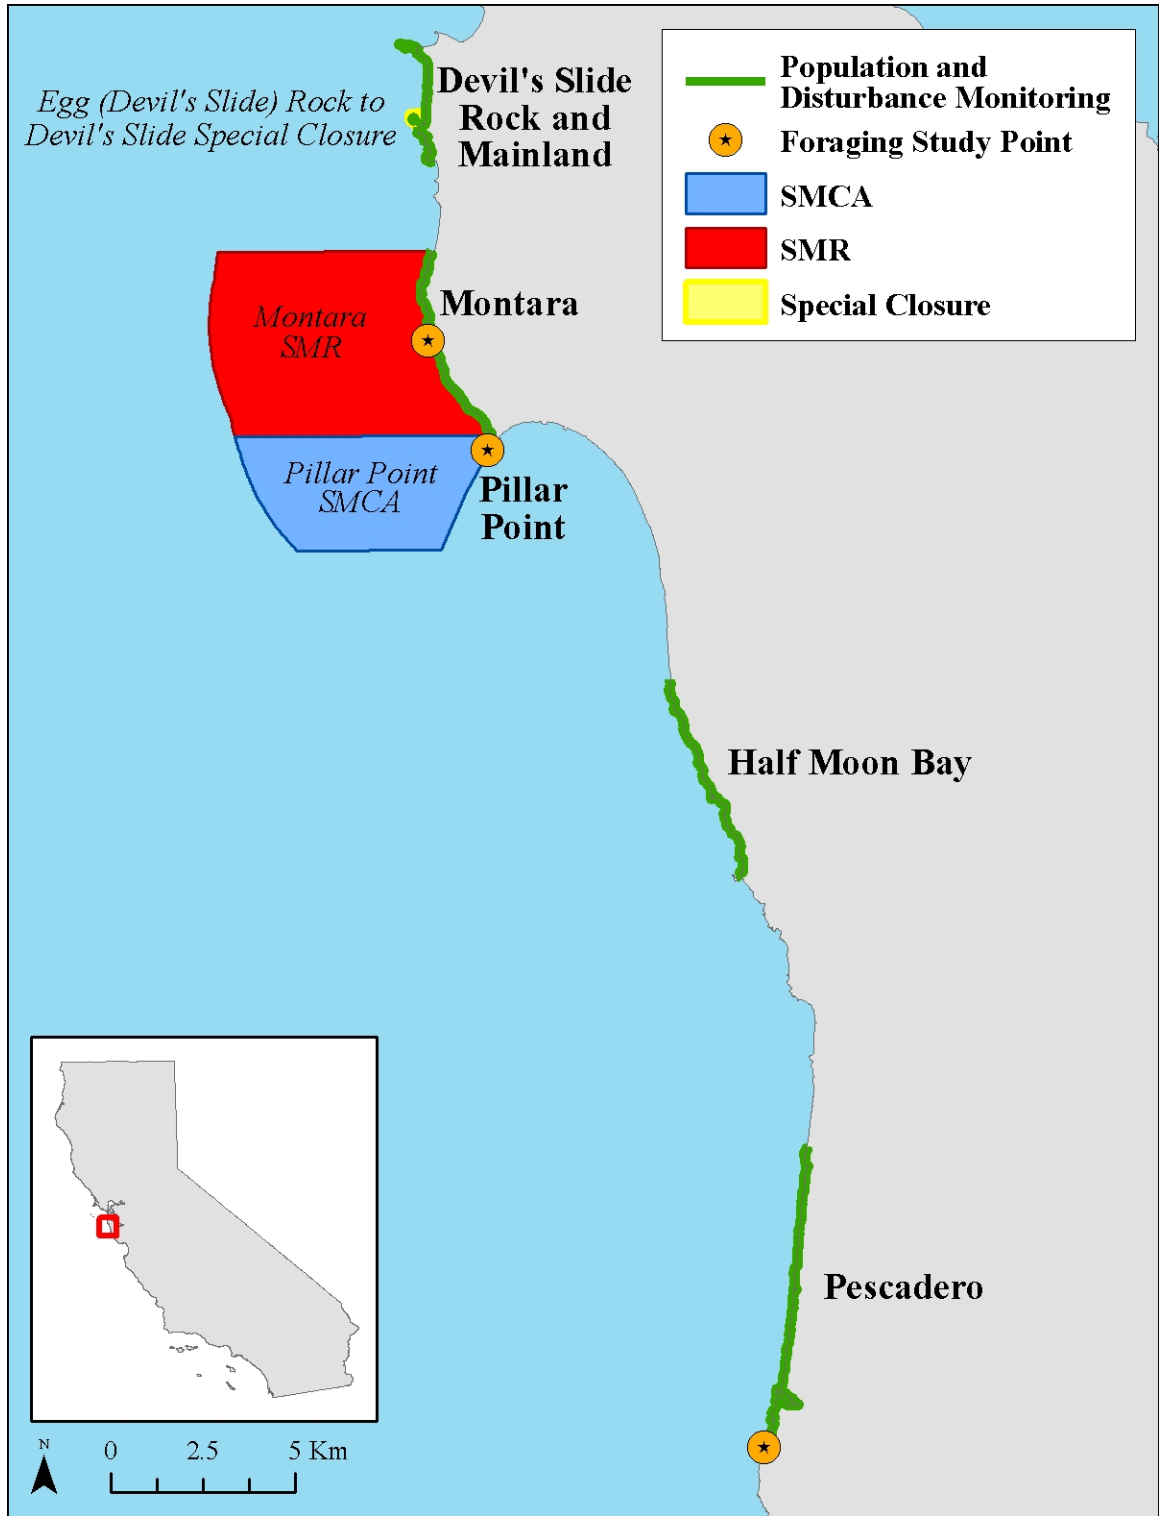 Egg (Devil's Slide) Rock to
Devil's Slide Special Closure
Devil's Slide
Rock and
Mainland
Population and
Disturbance Monitoring
Foraging Study Point
SMCA
SMR
Special Closure
Montara
SMR
Montara
Pillar Point
SMCA
Pillar
Point
Half Moon Bay
Pescadero
N
0 2.5 5 Km